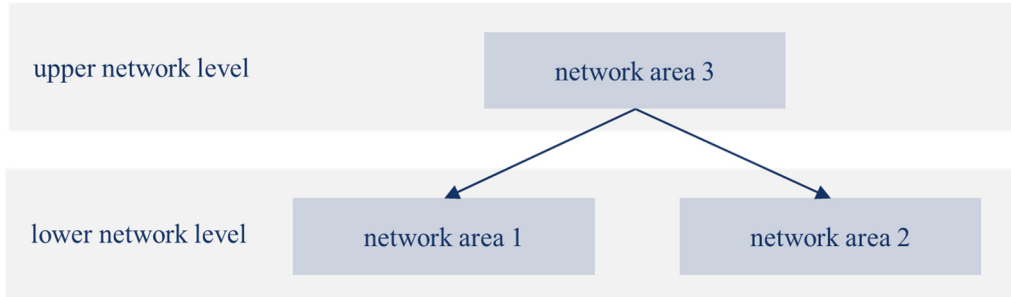 upper network level
network area 3
lower network level
network area 1
network area 2